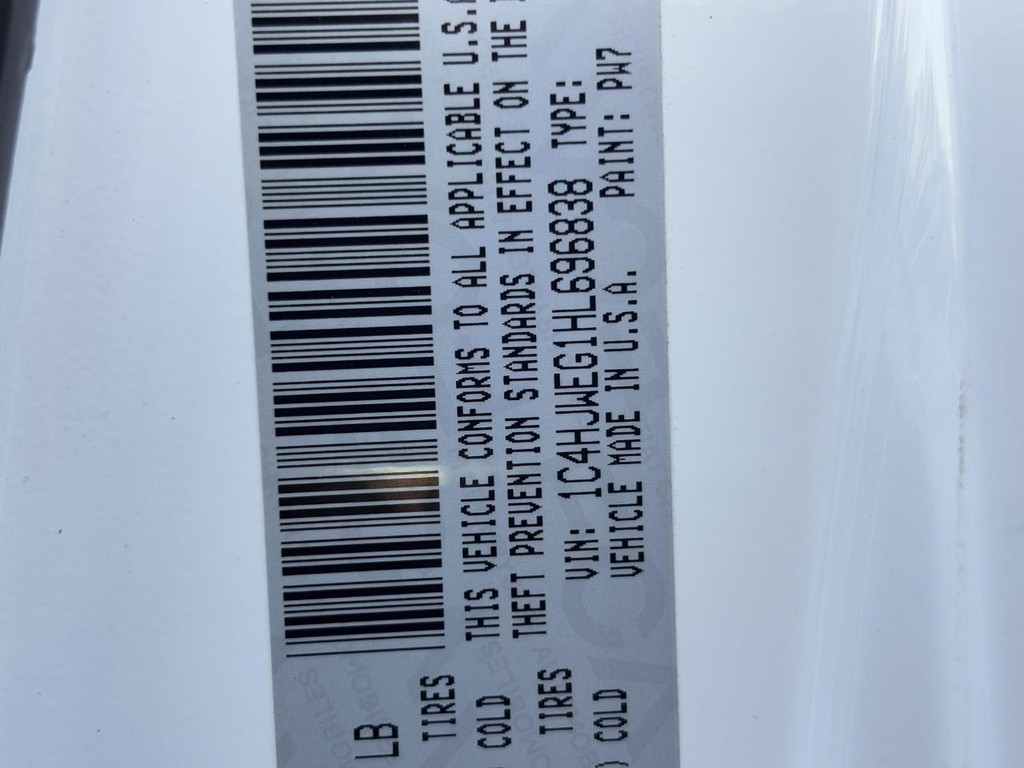 LB
TIRES
COLD
THIS VEHICLE CONFORMS TO ALL APPLICABLE U.S.A
THEFT PREVENTION STANDARDS IN EFFECT ON THE
TIRES
VIN: 1C4HJWEG1HL696838 TYPE:
) COLD
VEHICLE MADE IN U.S.A. PAINT: PW7